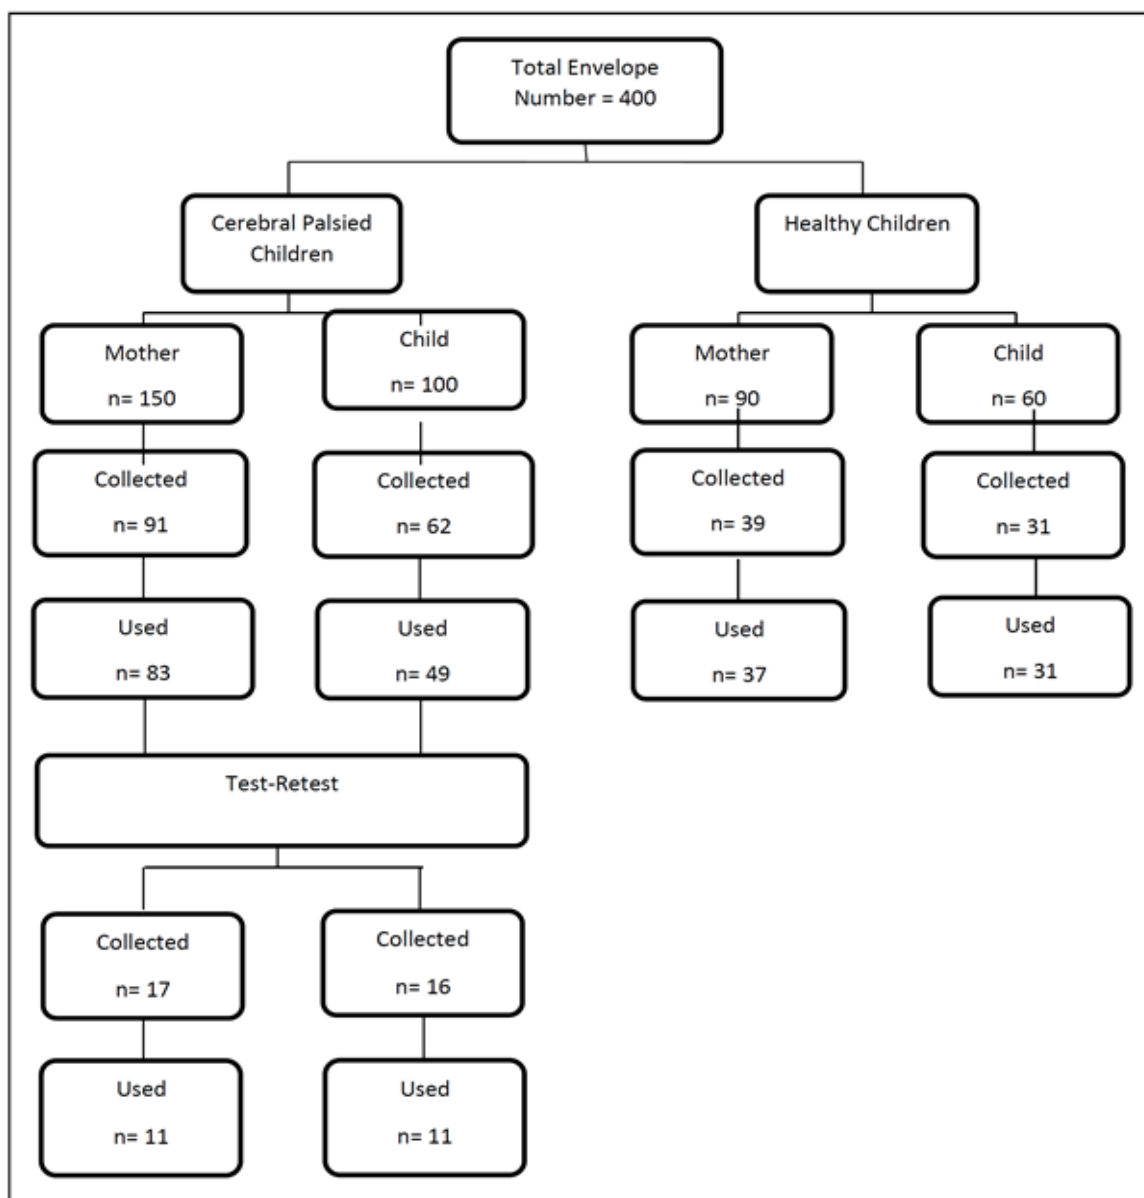 Total Envelope
Number = 400
Cerebral Palsied
Children
Healthy Children
Mother
n= 150
Child
n= 100
Mother
n= 90
Child
n= 60
Collected
n= 91
Collected
n= 62
Collected
n= 39
Collected
n= 31
Used
n= 83
Used
n= 49
Used
n= 37
Used
n= 31
Test-Retest
Collected
n= 17
Collected
n= 16
Used
n= 11
Used
n= 11